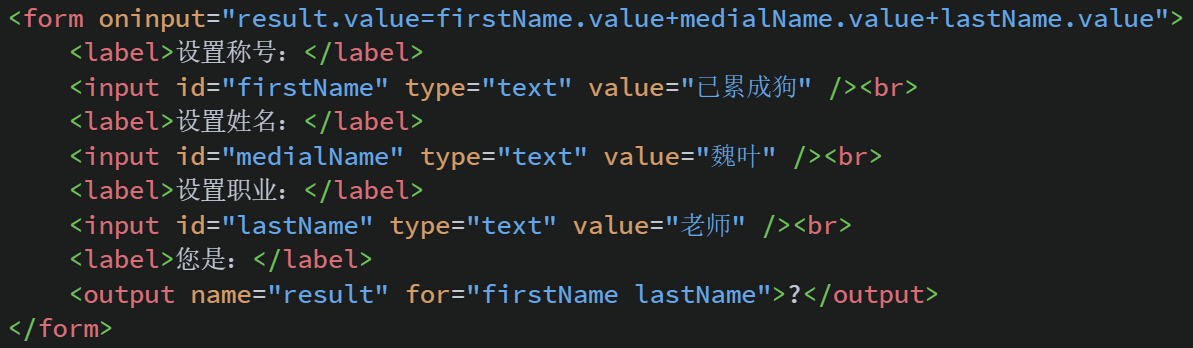 <form oninput="result.value=firstName.value+medialName.value+lastName.value">
    <label>设置称号：</label>
    <input id="firstName" type="text" value="已累成狗" /><br>
    <label>设置姓名：</label>
    <input id="medialName" type="text" value="魏叶" /><br>
    <label>设置职业：</label>
    <input id="lastName" type="text" value="老师" /><br>
    <label>您是：</label>
    <output name="result" for="firstName lastName">?</output>
</form>